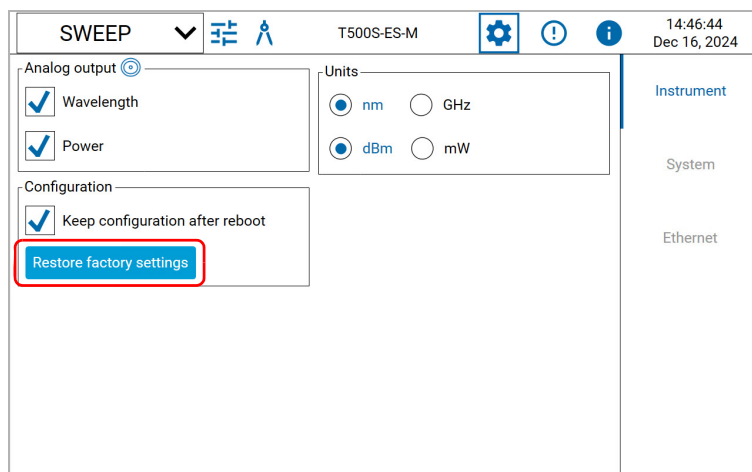 SWEEP
T500S-ES-M
14:46:44
Dec 16, 2024
Analog output
Wavelength
Power
Units
nm GHz
dBm mW
Configuration
Keep configuration after reboot
Restore factory settings
Instrument
System
Ethernet